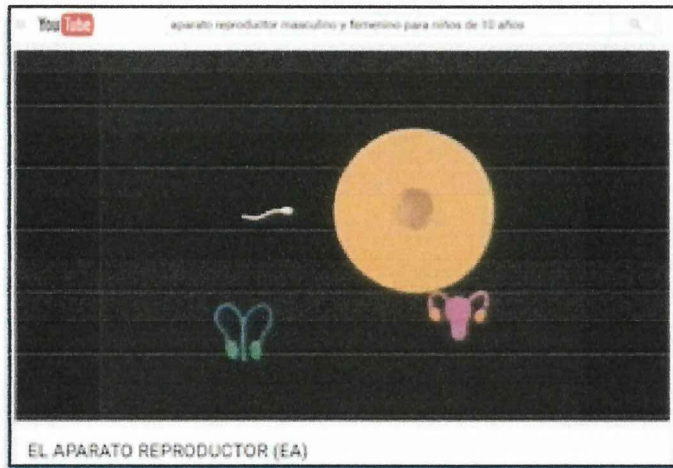 YouTube
aparato reproductor masculino y femenino para niños de 10 años
EL APARATO REPRODUCTOR (EA)